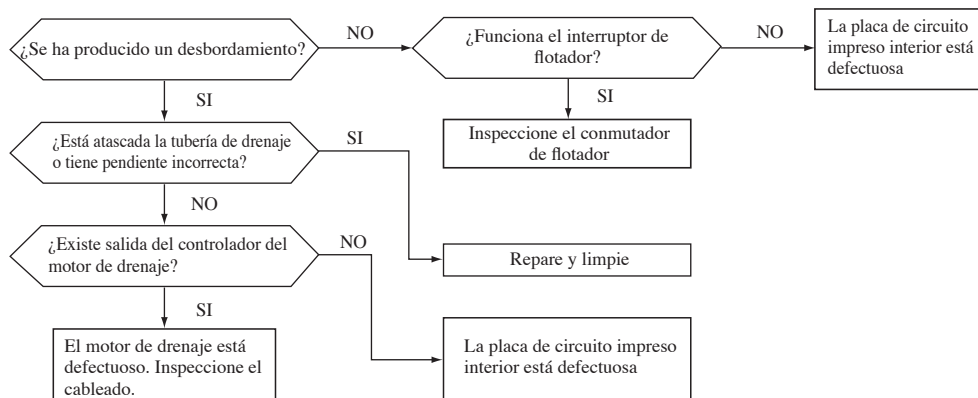 ¿Se ha producido un desbordamiento?
NO
¿Funciona el interruptor de
flotador?
NO
La placa de circuito
impreso interior está
defectuosa
SI
SI
Inspeccione el conmutador
de flotador
¿Está atascada la tubería de drenaje
o tiene pendiente incorrecta?
SI
NO
¿Existe salida del controlador del
motor de drenaje?
NO
Repare y limpie
SI
El motor de drenaje está
defectuoso. Inspeccione el
cableado.
La placa de circuito impreso
interior está defectuosa